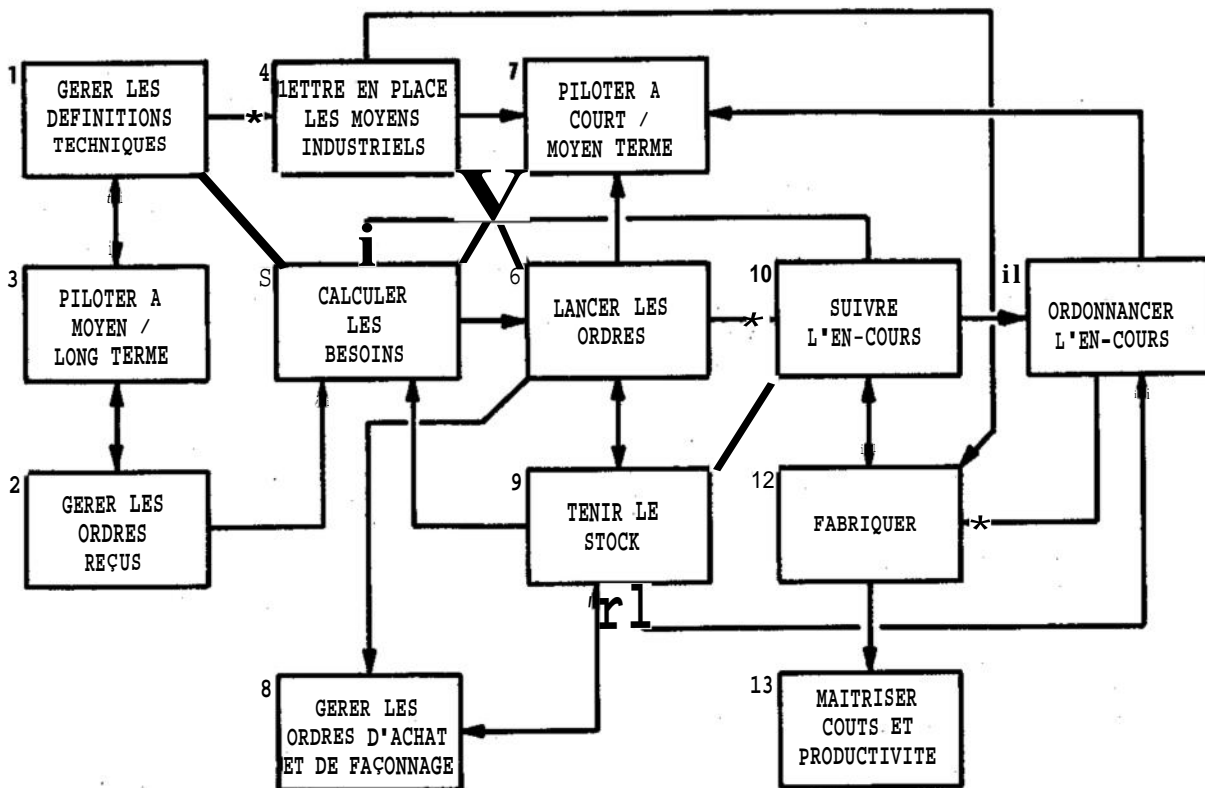 1
GERER LES
DEFINITIONS
TECHNIQUES
4
1ETTRE EN PLACE
LES MOYENS
INDUSTRIELS
7
PILOTER A
COURT /
MOYEN TERME
*
V
i
3
PILOTER A
MOYEN /
LONG TERME
S
CALCULER
LES
BESOINS
6
LANCER LES
ORDRES
*
10
SUIVRE
L"EN-COURS
il
ORDONNANCER
L"EN-COURS
2
GERER LES
ORDRES
REÇUS
9
TENIR LE
STOCK
12
FABRIQUER
*
rl
8
GERER LES
ORDRES D"ACHAT
ET DE FAÇONNAGE
13
MAITRISER
COUTS ET
PRODUCTIVITE